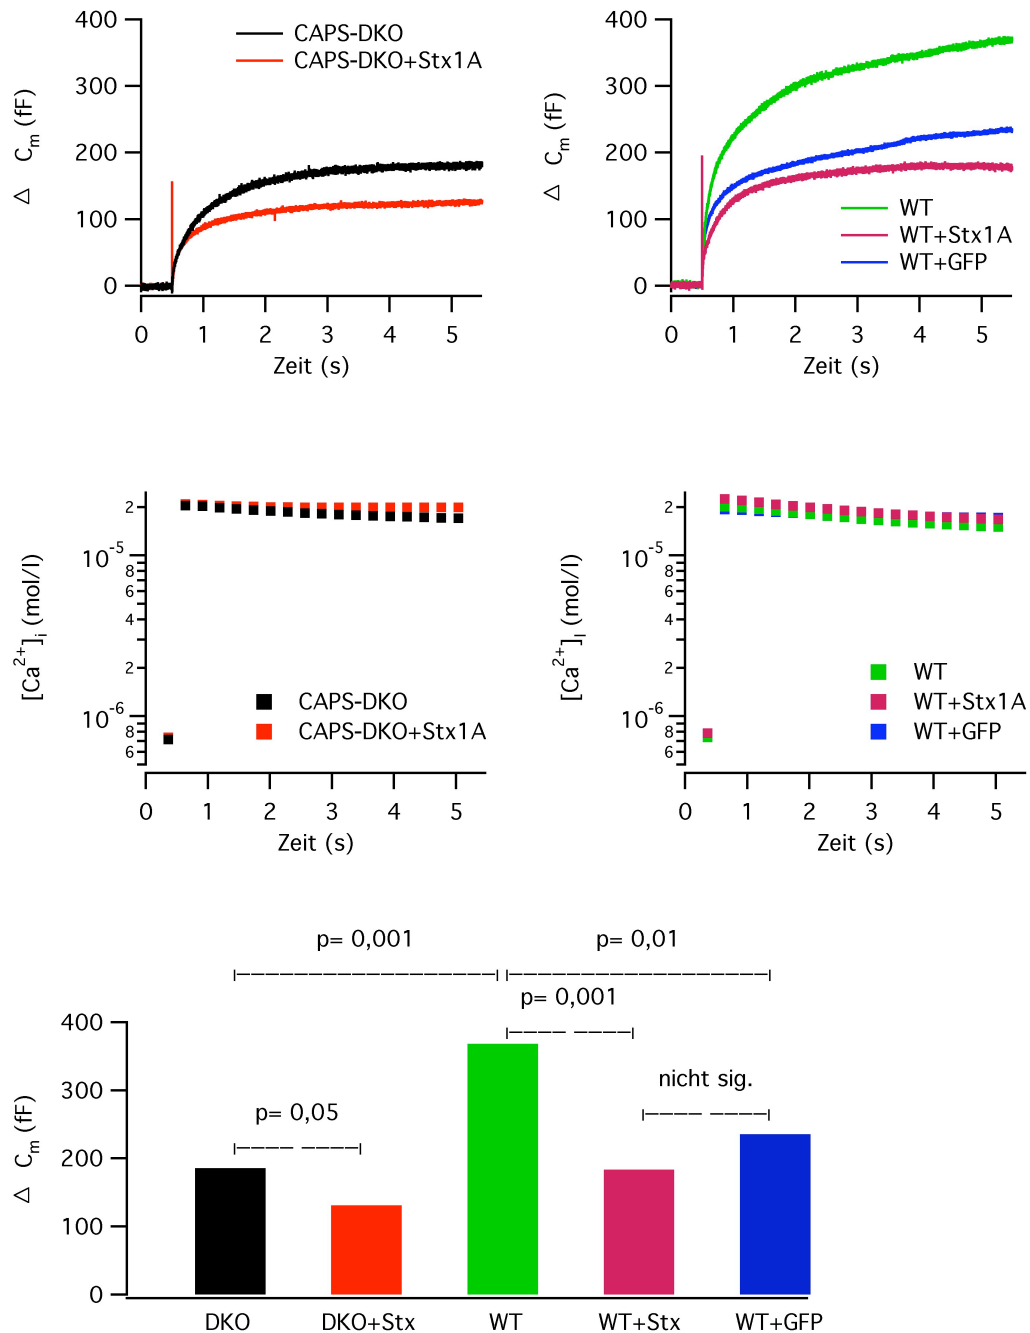 400
300
200
100
0
Δ Cm (fF)
CAPS-DKO
CAPS-DKO+Stx1A
0 1 2 3 4 5
Zeit (s)
400
300
200
100
0
Δ Cm (fF)
WT
WT+Stx1A
WT+GFP
0 1 2 3 4 5
Zeit (s)
2
10-5
8
6
4
2
10-6
8
6
[Ca2+]i (mol/l)
CAPS-DKO
CAPS-DKO+Stx1A
0 1 2 3 4 5
Zeit (s)
2
10-5
8
6
4
2
10-6
8
6
[Ca2+]I (mol/l)
WT
WT+Stx1A
WT+GFP
0 1 2 3 4 5
Zeit (s)
p= 0,001
p= 0,01
p= 0,001
nicht sig.
p= 0,05
400
300
200
100
0
Δ Cm (fF)
DKO DKO+Stx WT WT+Stx WT+GFP